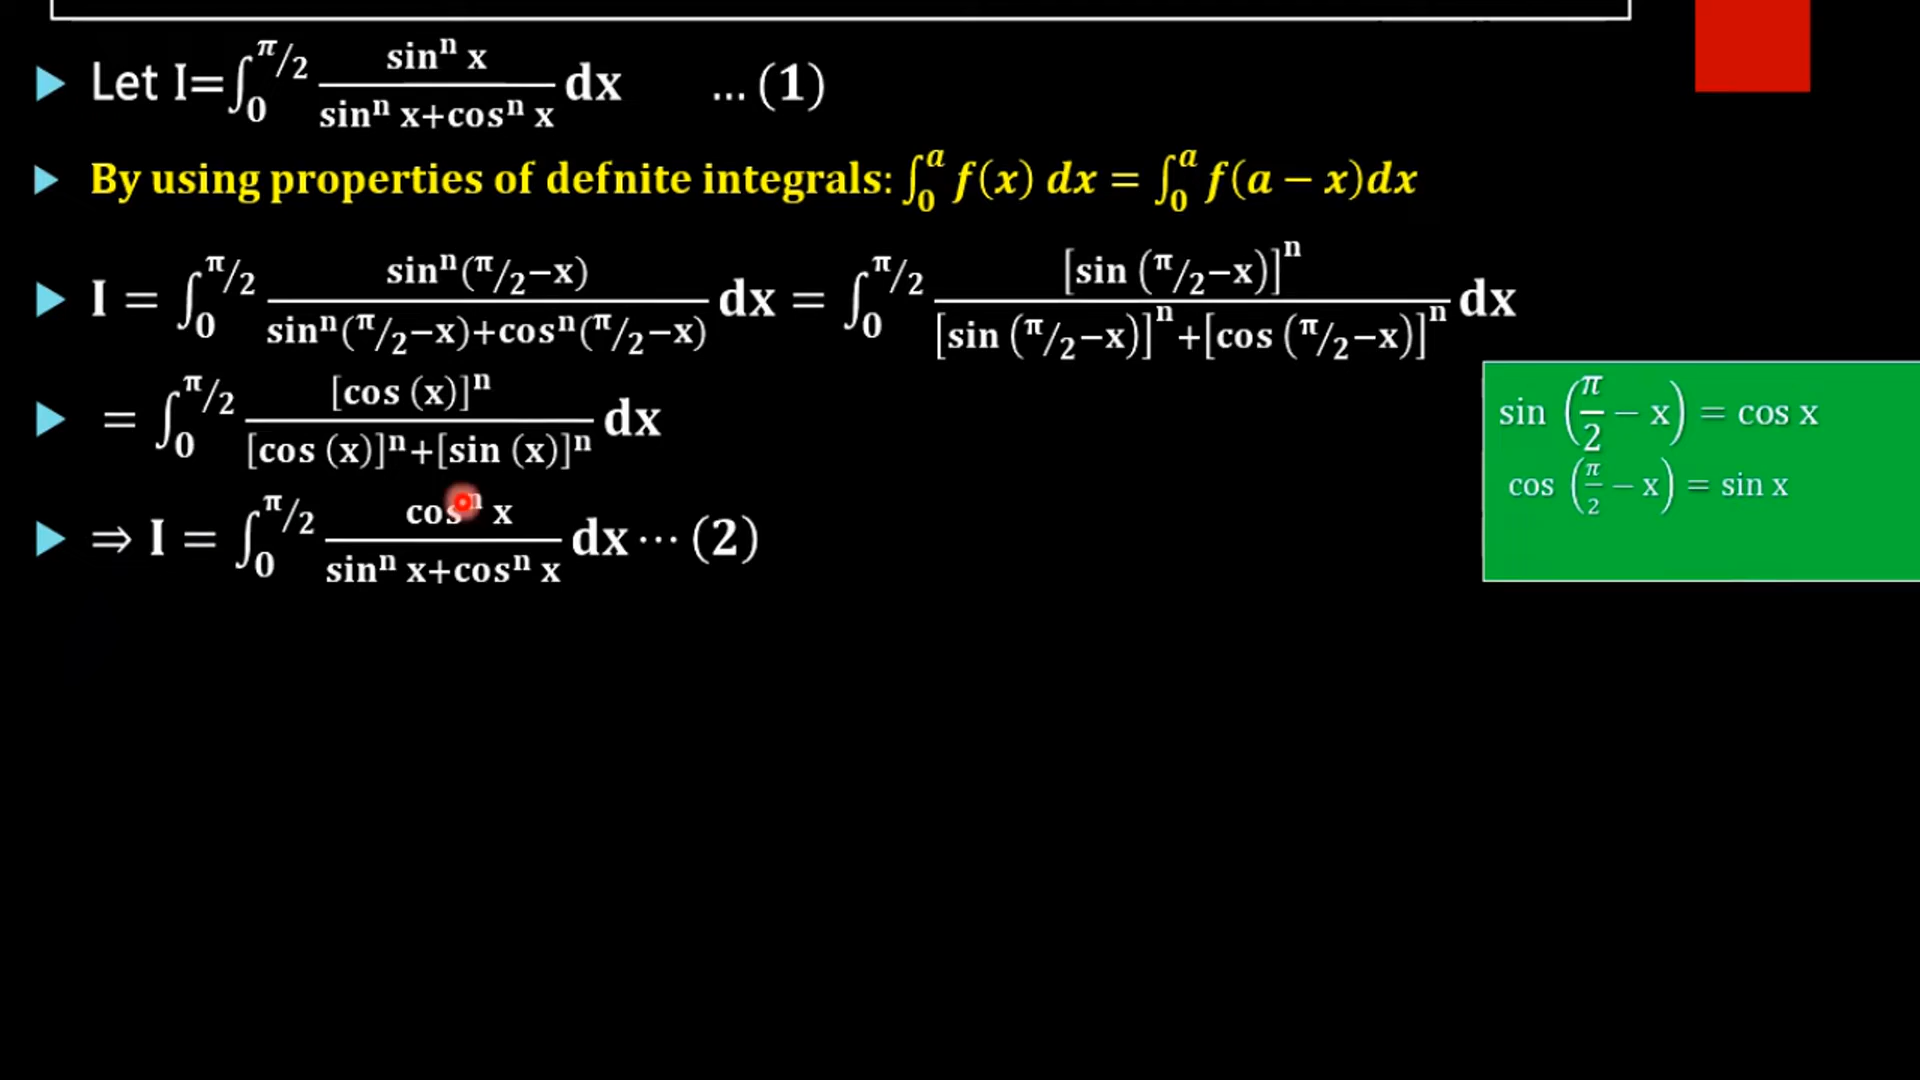 Let I=∫₀^{π/2} sinⁿ x / (sinⁿ x+cosⁿ x) dx ... (1)
By using properties of defnite integrals: ∫₀^a f(x) dx = ∫₀^a f(a − x)dx
I = ∫₀^{π/2} sinⁿ(π/2−x) / (sinⁿ(π/2−x)+cosⁿ(π/2−x)) dx = ∫₀^{π/2} [sin (π/2−x)]ⁿ / ([sin (π/2−x)]ⁿ+[cos (π/2−x)]ⁿ) dx
= ∫₀^{π/2} [cos (x)]ⁿ / ([cos (x)]ⁿ+[sin (x)]ⁿ) dx
⇒ I = ∫₀^{π/2} cosⁿ x / (sinⁿ x+cosⁿ x) dx ⋯ (2)
sin (π/2 − x) = cos x
cos (π/2 − x) = sin x